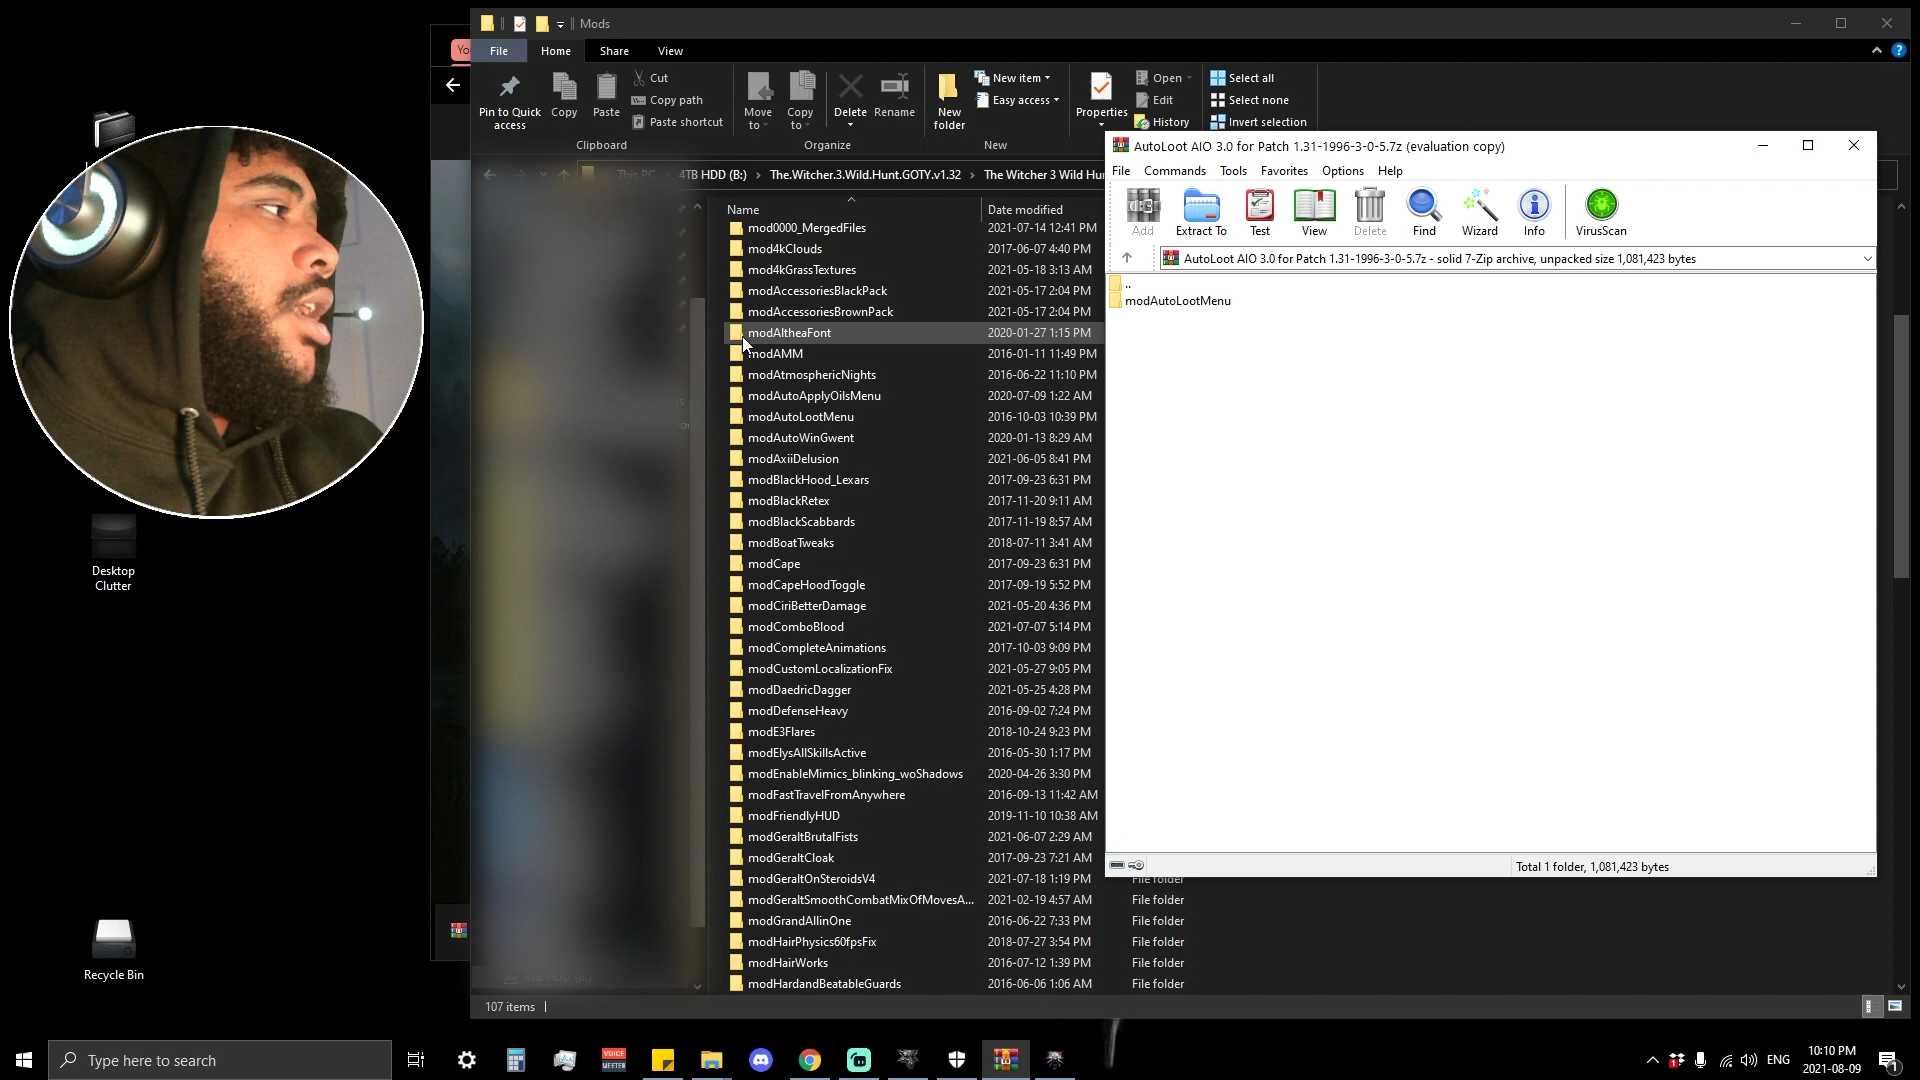 Mods
Yo
File Home Share View
Pin to Quick access
Copy
Paste
Cut
Copy path
Paste shortcut
Clipboard
Move to
Copy to
Delete
Rename
Organize
New folder
New item
Easy access
New
Properties
Open
Edit
History
Select all
Select none
Invert selection
This PC 4TB HDD (B:) The.Witcher.3.Wild.Hunt.GOTY.v1.32 The Witcher 3 Wild Hu
Name Date modified
mod0000_MergedFiles 2021-07-14 12:41 PM
mod4kClouds 2017-06-07 4:40 PM
mod4kGrassTextures 2021-05-18 3:13 AM
modAccessoriesBlackPack 2021-05-17 2:04 PM
modAccessoriesBrownPack 2021-05-17 2:04 PM
modAltheaFont 2020-01-27 1:15 PM
modAMM 2016-01-11 11:49 PM
modAtmosphericNights 2016-06-22 11:10 PM
modAutoApplyOilsMenu 2020-07-09 1:22 AM
modAutoLootMenu 2016-10-03 10:39 PM
modAutoWinGwent 2020-01-13 8:29 AM
modAxiiDelusion 2021-06-05 8:41 PM
modBlackHood_Lexars 2017-09-23 6:31 PM
modBlackRetex 2017-11-20 9:11 AM
modBlackScabbards 2017-11-19 8:57 AM
modBoatTweaks 2018-07-11 3:41 AM
modCape 2017-09-23 6:31 PM
modCapeHoodToggle 2017-09-19 5:52 PM
modCiriBetterDamage 2021-05-20 4:36 PM
modComboBlood 2021-07-07 5:14 PM
modCompleteAnimations 2017-10-03 9:09 PM
modCustomLocalizationFix 2021-05-27 9:05 PM
modDaedricDagger 2021-05-25 4:28 PM
modDefenseHeavy 2016-09-02 7:24 PM
modE3Flares 2018-10-24 9:23 PM
modElysAllSkillsActive 2016-05-30 1:17 PM
modEnableMimics_blinking_woShadows 2020-04-26 3:30 PM
modFastTravelFromAnywhere 2016-09-13 11:42 AM
modFriendlyHUD 2019-11-10 10:38 AM
modGeraltBrutalFists 2021-06-07 2:29 AM
modGeraltCloak 2017-09-23 7:21 AM
modGeraltOnSteroidsV4 2021-07-18 1:19 PM File folder
modGeraltSmoothCombatMixOfMovesA... 2021-02-19 4:57 AM File folder
modGrandAllinOne 2016-06-22 7:33 PM File folder
modHairPhysics60fpsFix 2018-07-27 3:54 PM File folder
modHairWorks 2016-07-12 1:39 PM File folder
modHardandBeatableGuards 2016-06-06 1:06 AM File folder
107 items
AutoLoot AIO 3.0 for Patch 1.31-1996-3-0-5.7z (evaluation copy)
File Commands Tools Favorites Options Help
Add Extract To Test View Delete Find Wizard Info VirusScan
AutoLoot AIO 3.0 for Patch 1.31-1996-3-0-5.7z - solid 7-Zip archive, unpacked size 1,081,423 bytes
..
modAutoLootMenu
Total 1 folder, 1,081,423 bytes
Desktop Clutter
Recycle Bin
Type here to search
VOICE MEETER
ENG
10:10 PM
2021-08-09
1